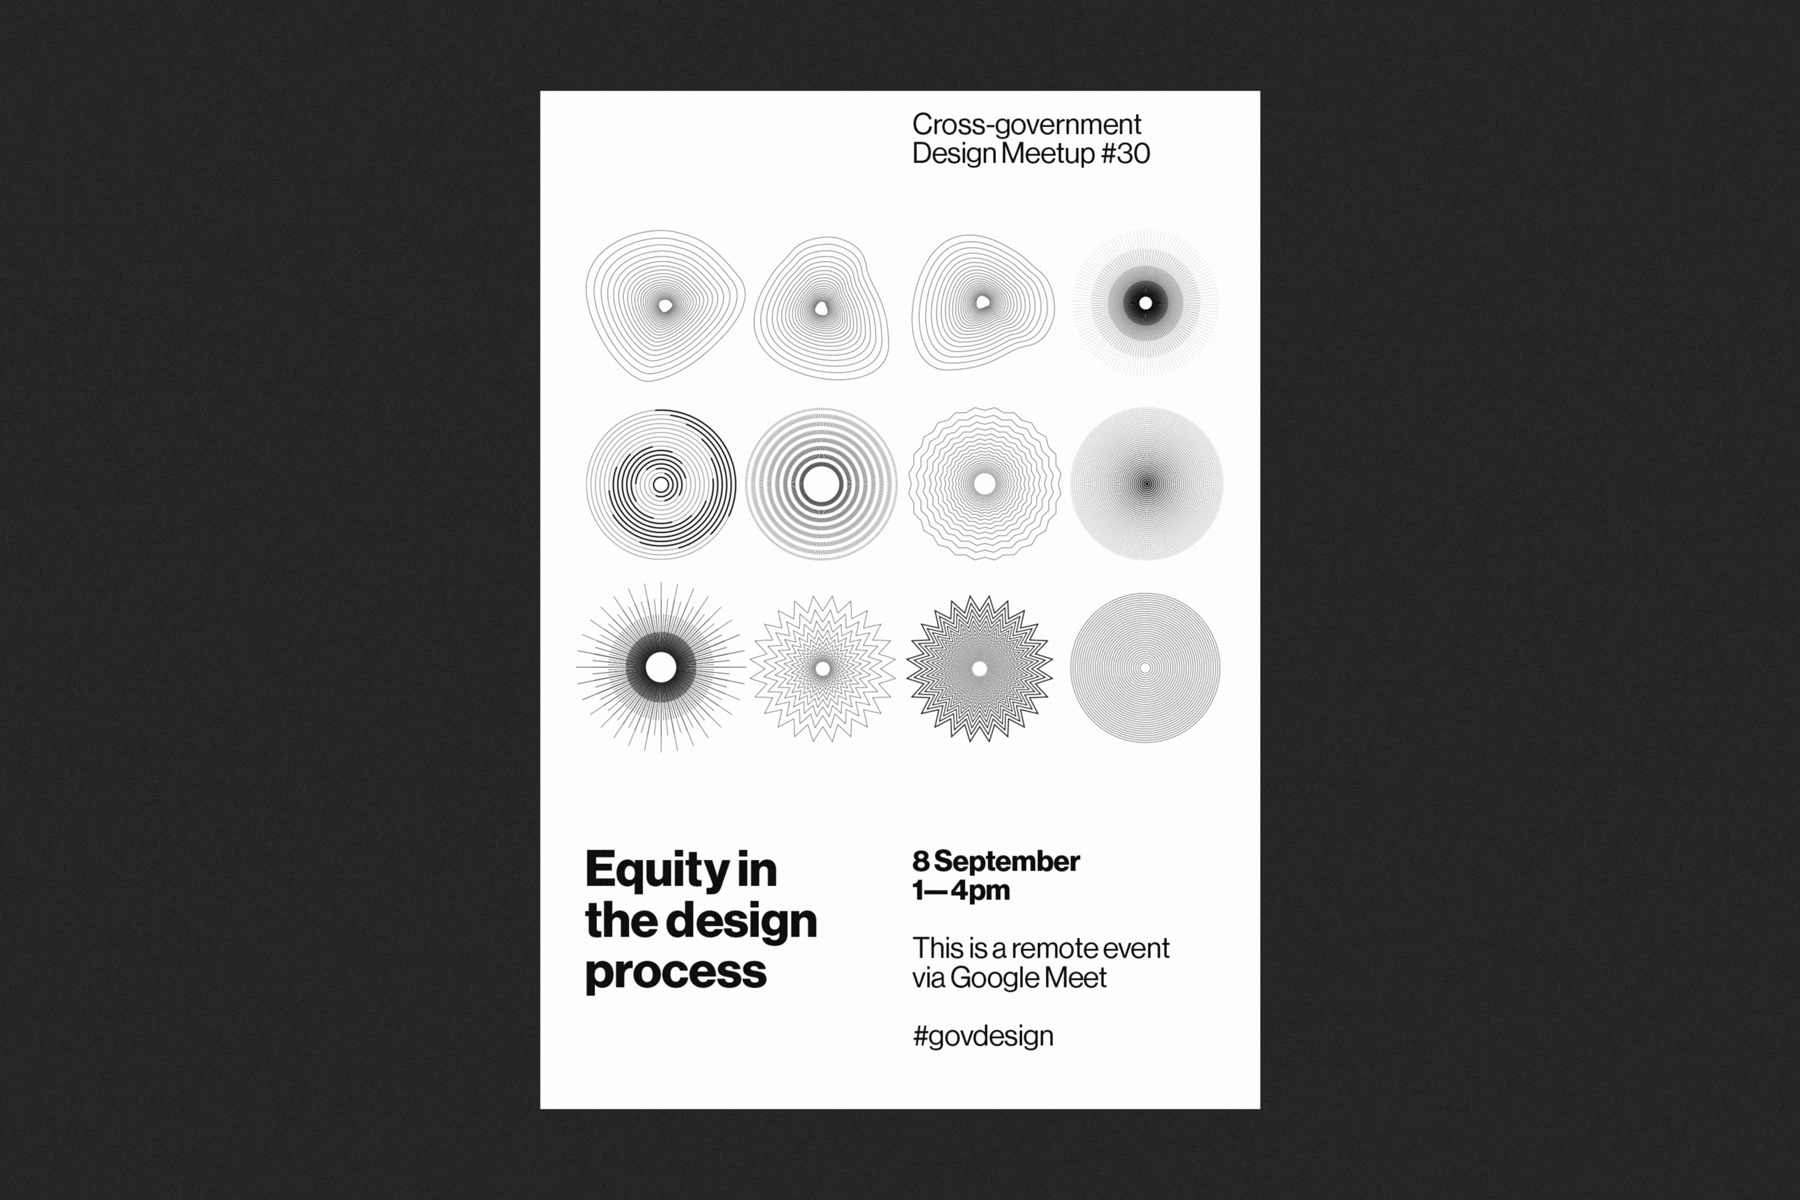 Cross-government
Design Meetup #30
Equity in
the design
process
8 September
1—4pm
This is a remote event
via Google Meet
#govdesign